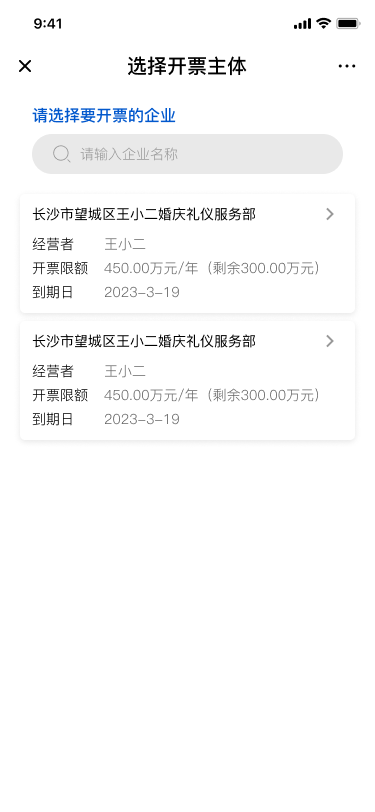 9:41
选择开票主体
请选择要开票的企业
请输入企业名称
长沙市望城区王小二婚庆礼仪服务部
经营者 王小二
开票限额 450.00万元/年（剩余300.00万元）
到期日 2023-3-19
长沙市望城区王小二婚庆礼仪服务部
经营者 王小二
开票限额 450.00万元/年（剩余300.00万元）
到期日 2023-3-19